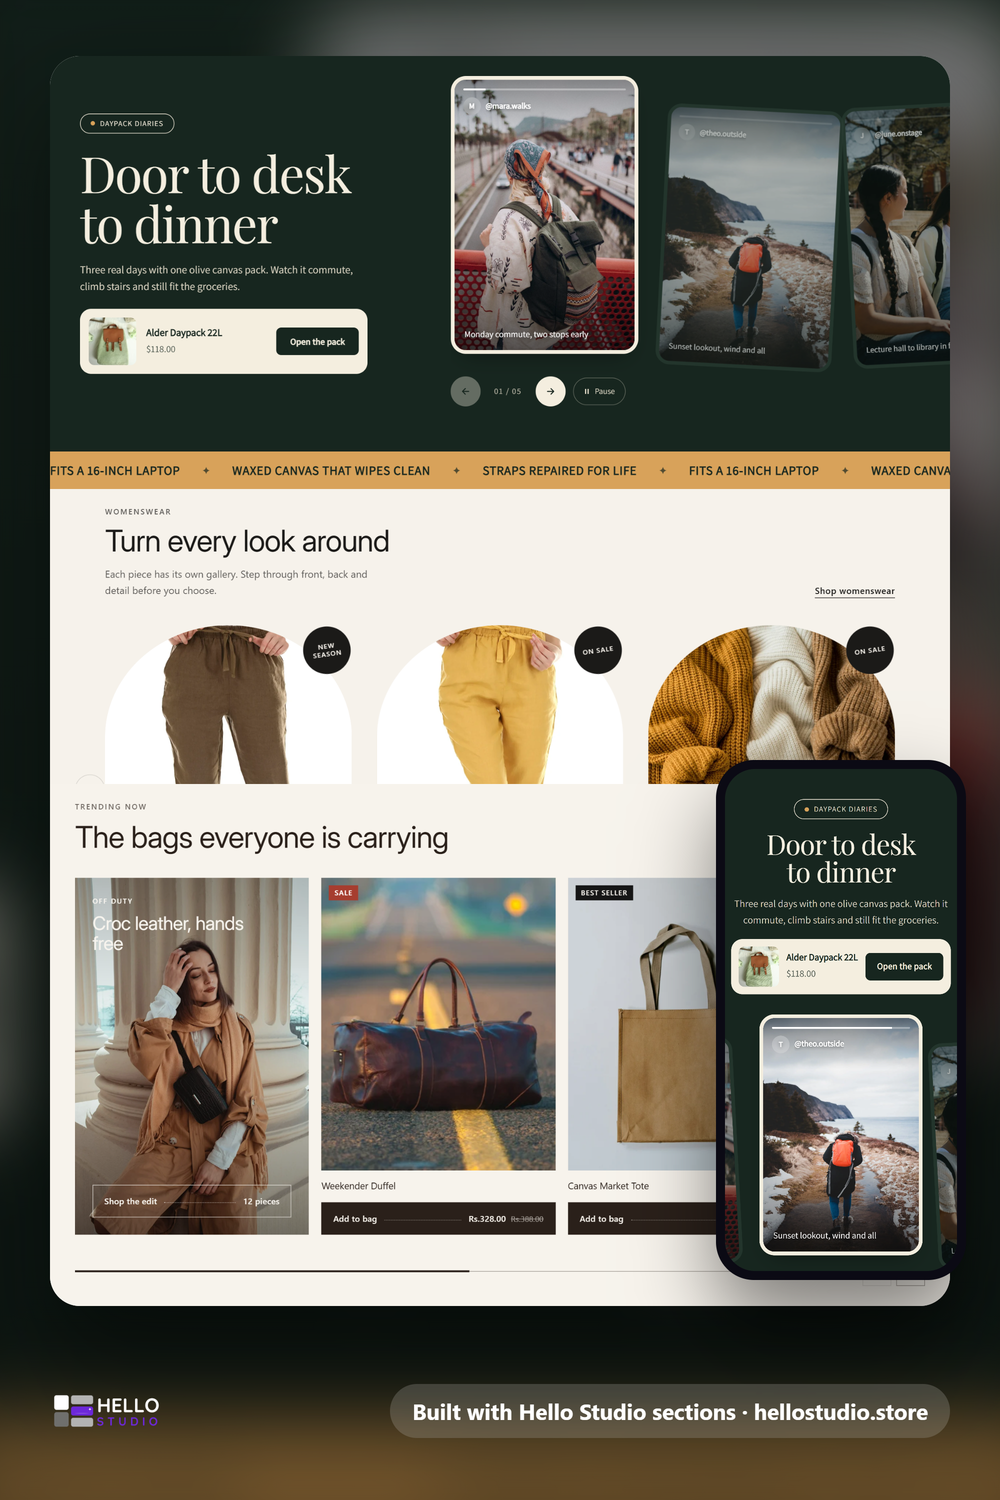 DAYPACK DIARIES
Door to desk
to dinner
Three real days with one olive canvas pack. Watch it commute,
climb stairs and still fit the groceries.
Alder Daypack 22L
$118.00
Open the pack
M @mara.walks
Monday commute, two stops early
T @theo.outside
Sunset lookout, wind and all
J @june.onstage
Lecture hall to library in
01 / 05
Pause
FITS A 16-INCH LAPTOP ✦ WAXED CANVAS THAT WIPES CLEAN ✦ STRAPS REPAIRED FOR LIFE ✦ FITS A 16-INCH LAPTOP ✦ WAXED CANVA
WOMENSWEAR
Turn every look around
Each piece has its own gallery. Step through front, back and
detail before you choose.
Shop womenswear
NEW
SEASON
ON SALE
ON SALE
TRENDING NOW
The bags everyone is carrying
OFF DUTY
Croc leather, hands
free
Shop the edit 12 pieces
SALE
Weekender Duffel
Add to bag Rs.328.00 Rs.388.00
BEST SELLER
Canvas Market Tote
Add to bag
DAYPACK DIARIES
Door to desk
to dinner
Three real days with one olive canvas pack. Watch it
commute, climb stairs and still fit the groceries.
Alder Daypack 22L
$118.00
Open the pack
T @theo.outside
Sunset lookout, wind and all
J
L
HELLO
STUDIO
Built with Hello Studio sections · hellostudio.store